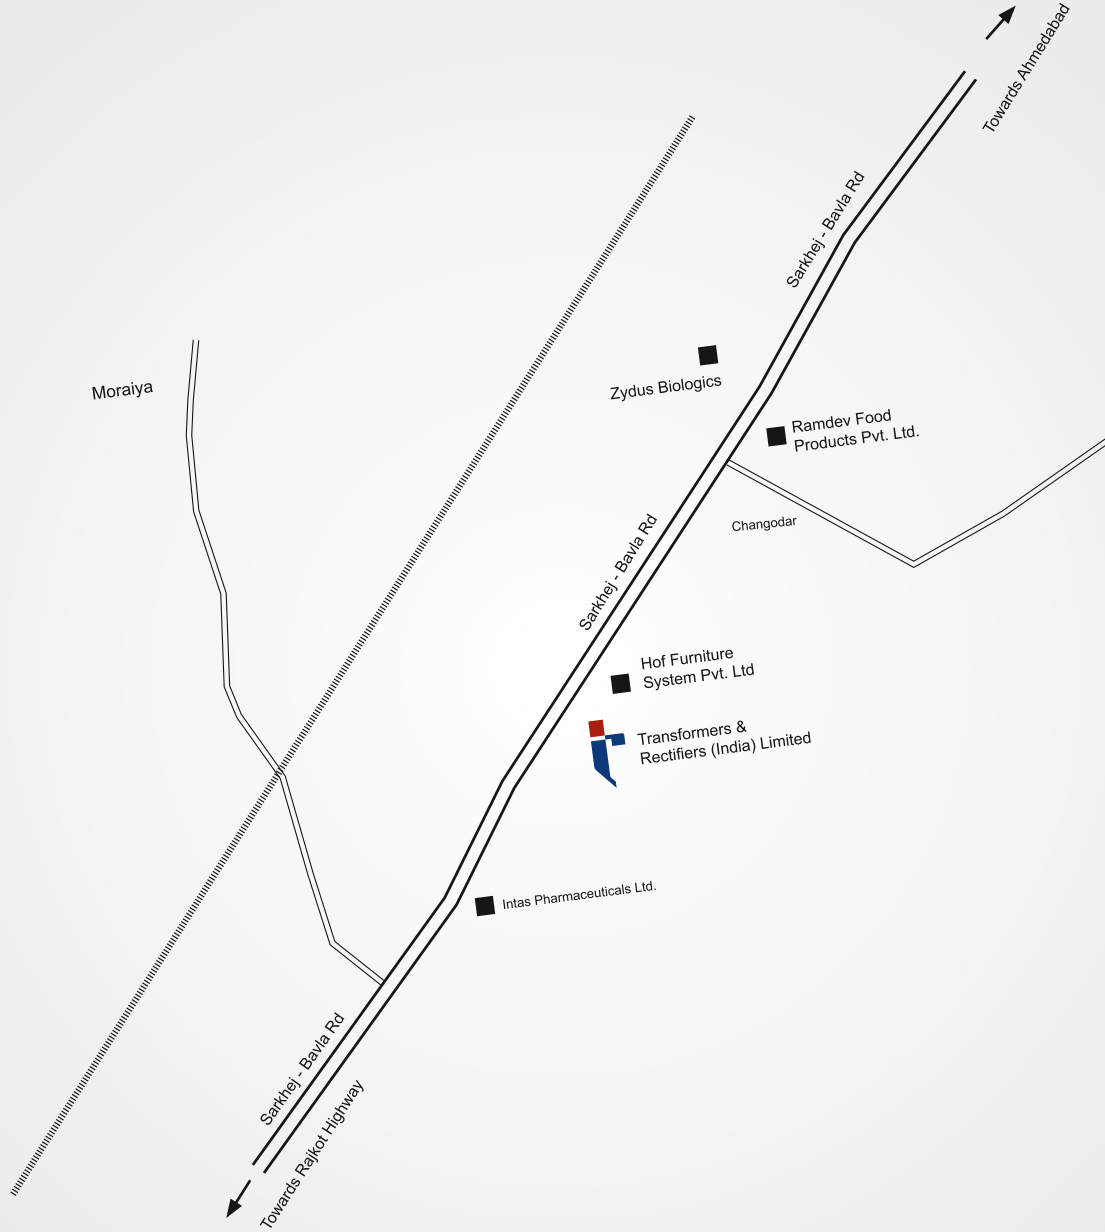 Towards Ahmedabad
Sarkhej - Bavla Rd
Zydus Biologics
Moraiya
Ramdev Food
Products Pvt. Ltd.
Changodar
Sarkhej - Bavla Rd
Hof Furniture
System Pvt. Ltd
Transformers &
Rectifiers (India) Limited
Intas Pharmaceuticals Ltd.
Sarkhej - Bavla Rd
Towards Rajkot Highway